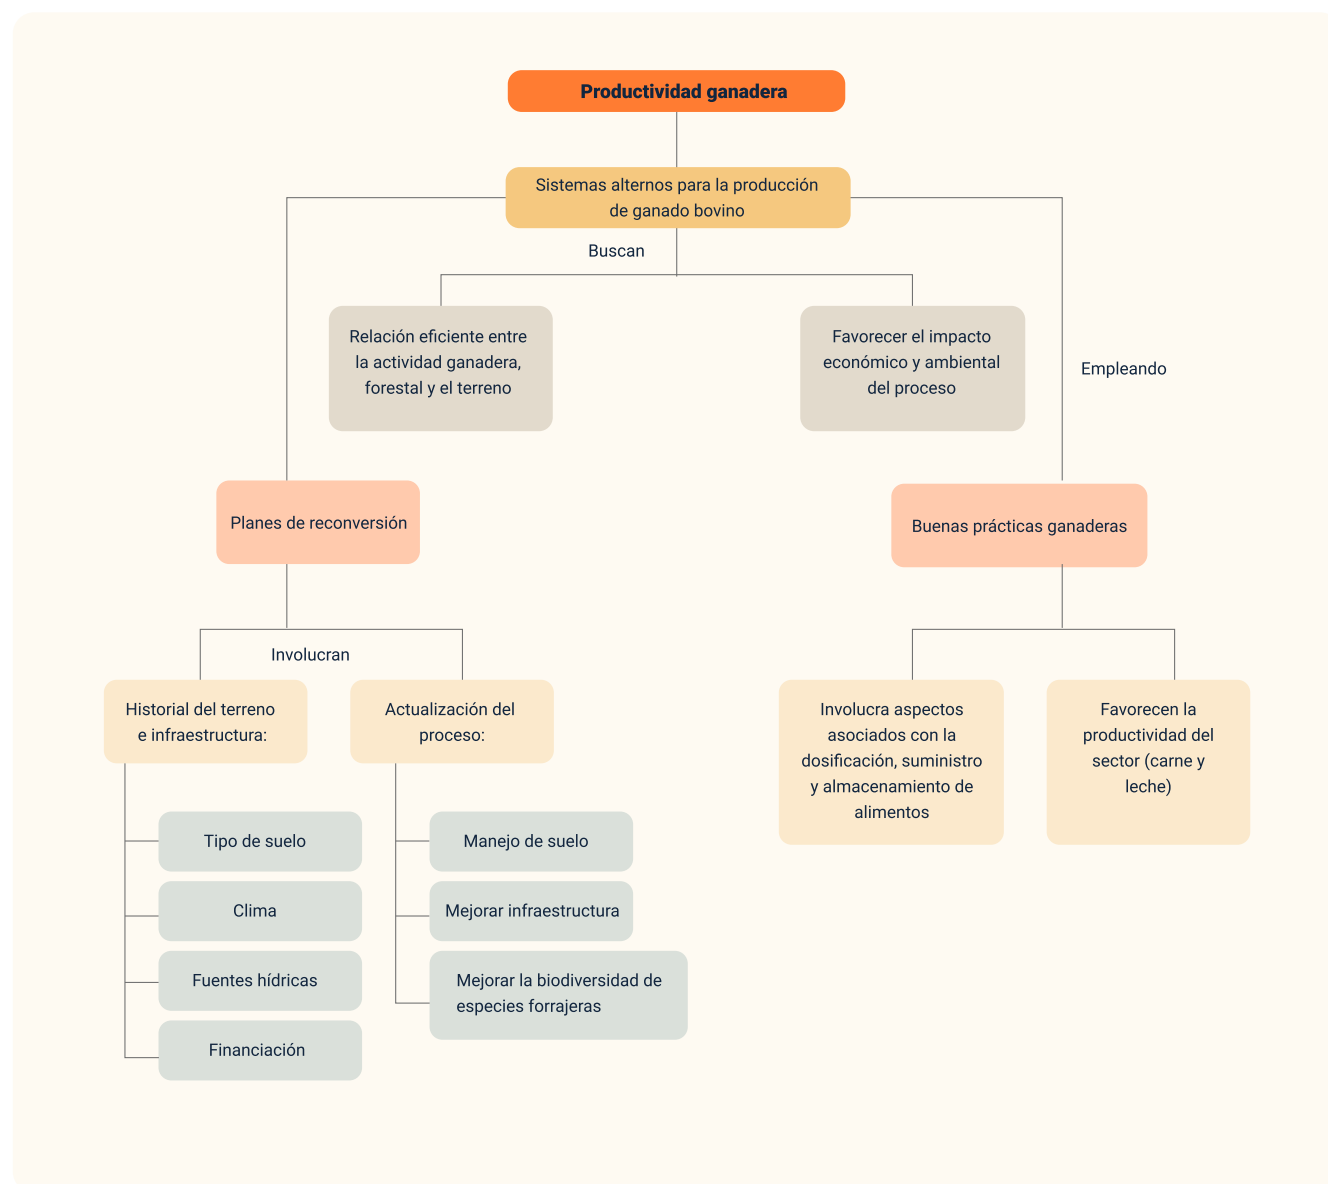 Productividad ganadera
Sistemas alternos para la producción
de ganado bovino
Buscan
Relación eficiente entre
la actividad ganadera,
forestal y el terreno
Favorecer el impacto
económico y ambiental
del proceso
Empleando
Planes de reconversión
Buenas prácticas ganaderas
Involucran
Historial del terreno
e infraestructura:
Actualización del
proceso:
Involucra aspectos
asociados con la
dosificación, suministro
y almacenamiento de
alimentos
Favorecen la
productividad del
sector (carne y
leche)
Tipo de suelo
Clima
Fuentes hídricas
Financiación
Manejo de suelo
Mejorar infraestructura
Mejorar la biodiversidad de
especies forrajeras